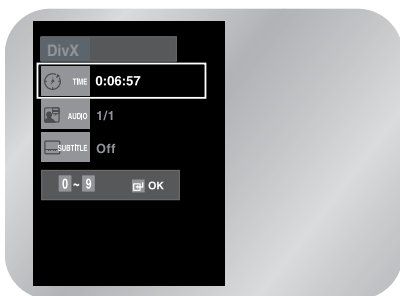 DivX
TIME 0:06:57
AUDIO 1/1
SUBTITLE Off
0 ~ 9 OK